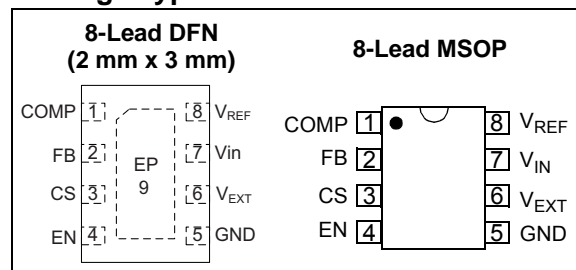 8-Lead DFN
(2 mm x 3 mm)
COMP 1 8 VREF
FB 2 7 Vin
EP
9
CS 3 6 VEXT
EN 4 5 GND
8-Lead MSOP
COMP 1 8 VREF
FB 2 7 VIN
CS 3 6 VEXT
EN 4 5 GND